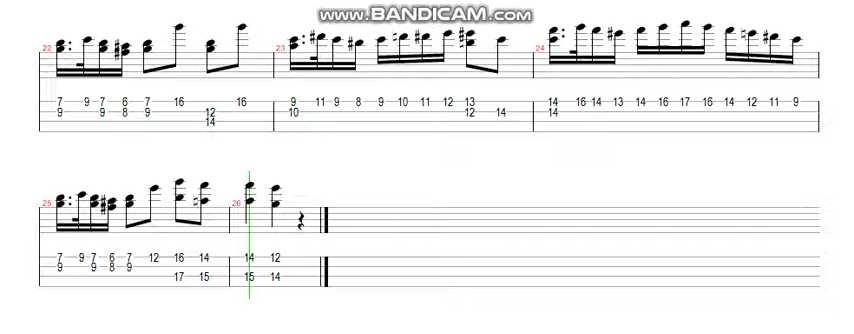 www.BANDICAM.com
22 23 24
7 9 7 6 7 16 16 9 11 9 8 9 10 11 12 13 14 16 14 13 14 16 17 16 14 12 11 9
9 9 8 9 12 10 12 14 14
14
25 26
7 9 7 6 7 12 16 14 14 12
9 9 8 9
17 15 15 14